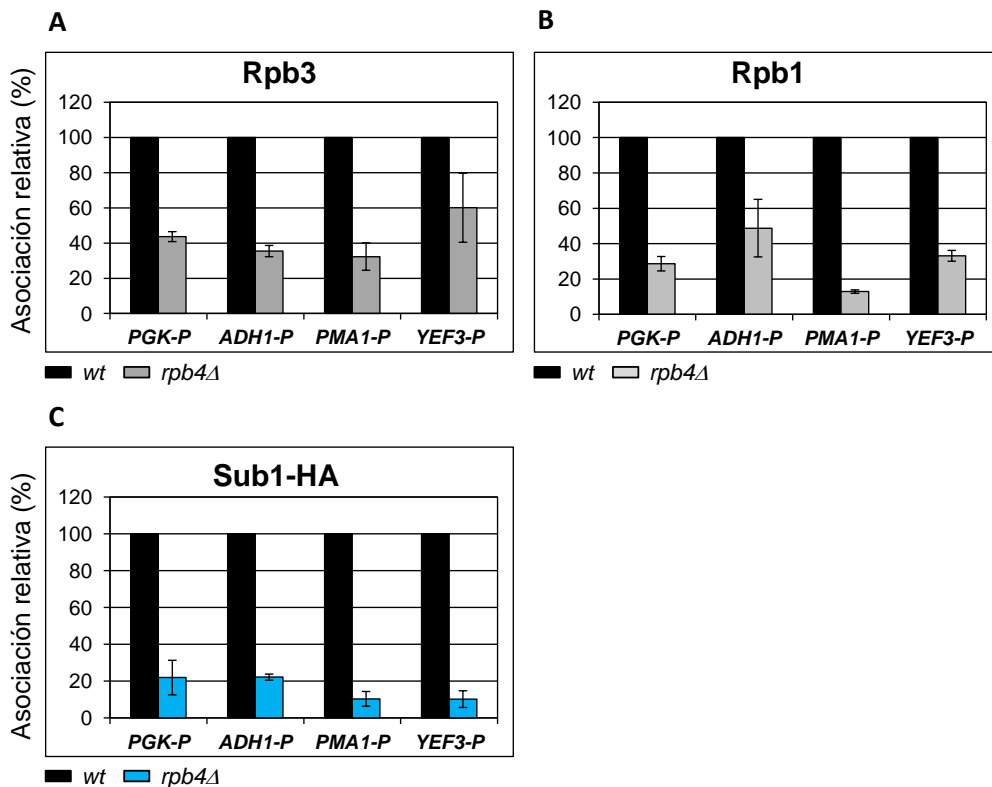 A
Rpb3
Asociación relativa (%)
120
100
80
60
40
20
0
PGK-P ADH1-P PMA1-P YEF3-P
wt rpb4Δ
B
Rpb1
120
100
80
60
40
20
0
PGK-P ADH1-P PMA1-P YEF3-P
wt rpb4Δ
C
Sub1-HA
Asociación relativa (%)
120
100
80
60
40
20
0
PGK-P ADH1-P PMA1-P YEF3-P
wt rpb4Δ